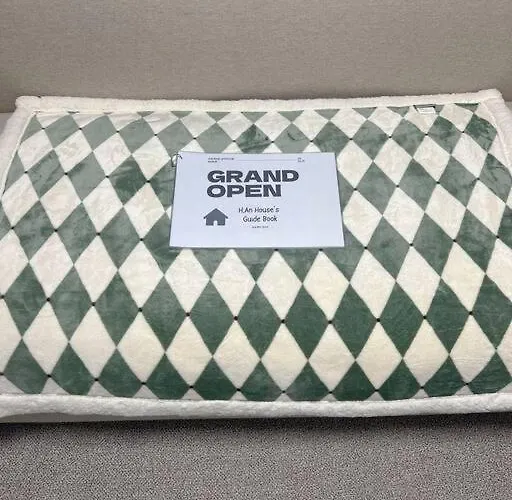 GRAND
OPEN
H.An House's
Guide Book